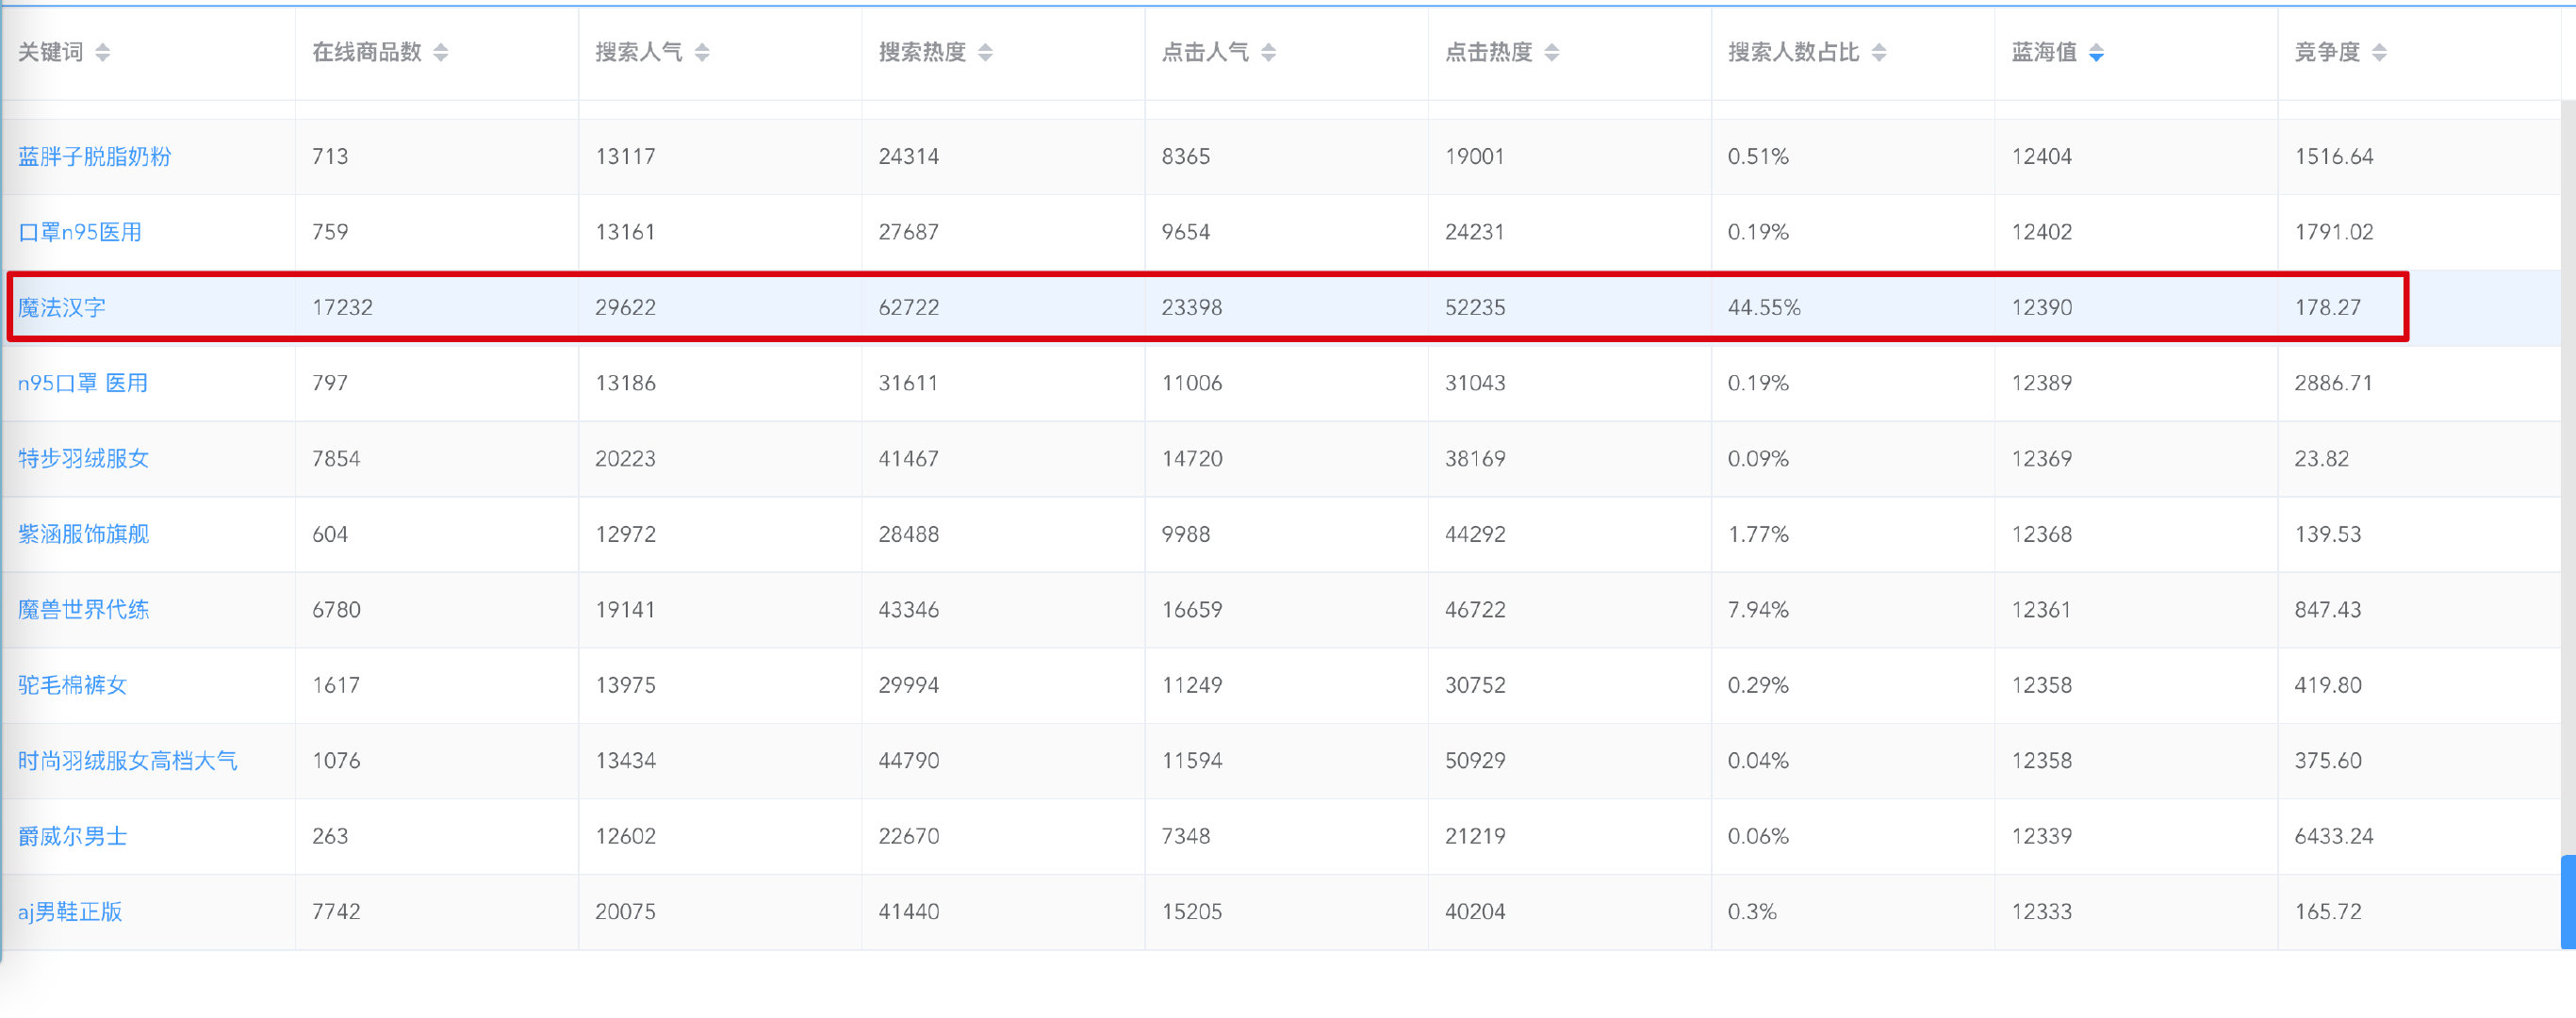 关键词 在线商品数 搜索人气 搜索热度 点击人气 点击热度 搜索人数占比 蓝海值 竞争度
蓝胖子脱脂奶粉 713 13117 24314 8365 19001 0.51% 12404 1516.64
口罩n95医用 759 13161 27687 9654 24231 0.19% 12402 1791.02
魔法汉字 17232 29622 62722 23398 52235 44.55% 12390 178.27
n95口罩 医用 797 13186 31611 11006 31043 0.19% 12389 2886.71
特步羽绒服女 7854 20223 41467 14720 38169 0.09% 12369 23.82
紫涵服饰旗舰 604 12972 28488 9988 44292 1.77% 12368 139.53
魔兽世界代练 6780 19141 43346 16659 46722 7.94% 12361 847.43
驼毛棉裤女 1617 13975 29994 11249 30752 0.29% 12358 419.80
时尚羽绒服女高档大气 1076 13434 44790 11594 50929 0.04% 12358 375.60
爵威尔男士 263 12602 22670 7348 21219 0.06% 12339 6433.24
aj男鞋正版 7742 20075 41440 15205 40204 0.3% 12333 165.72